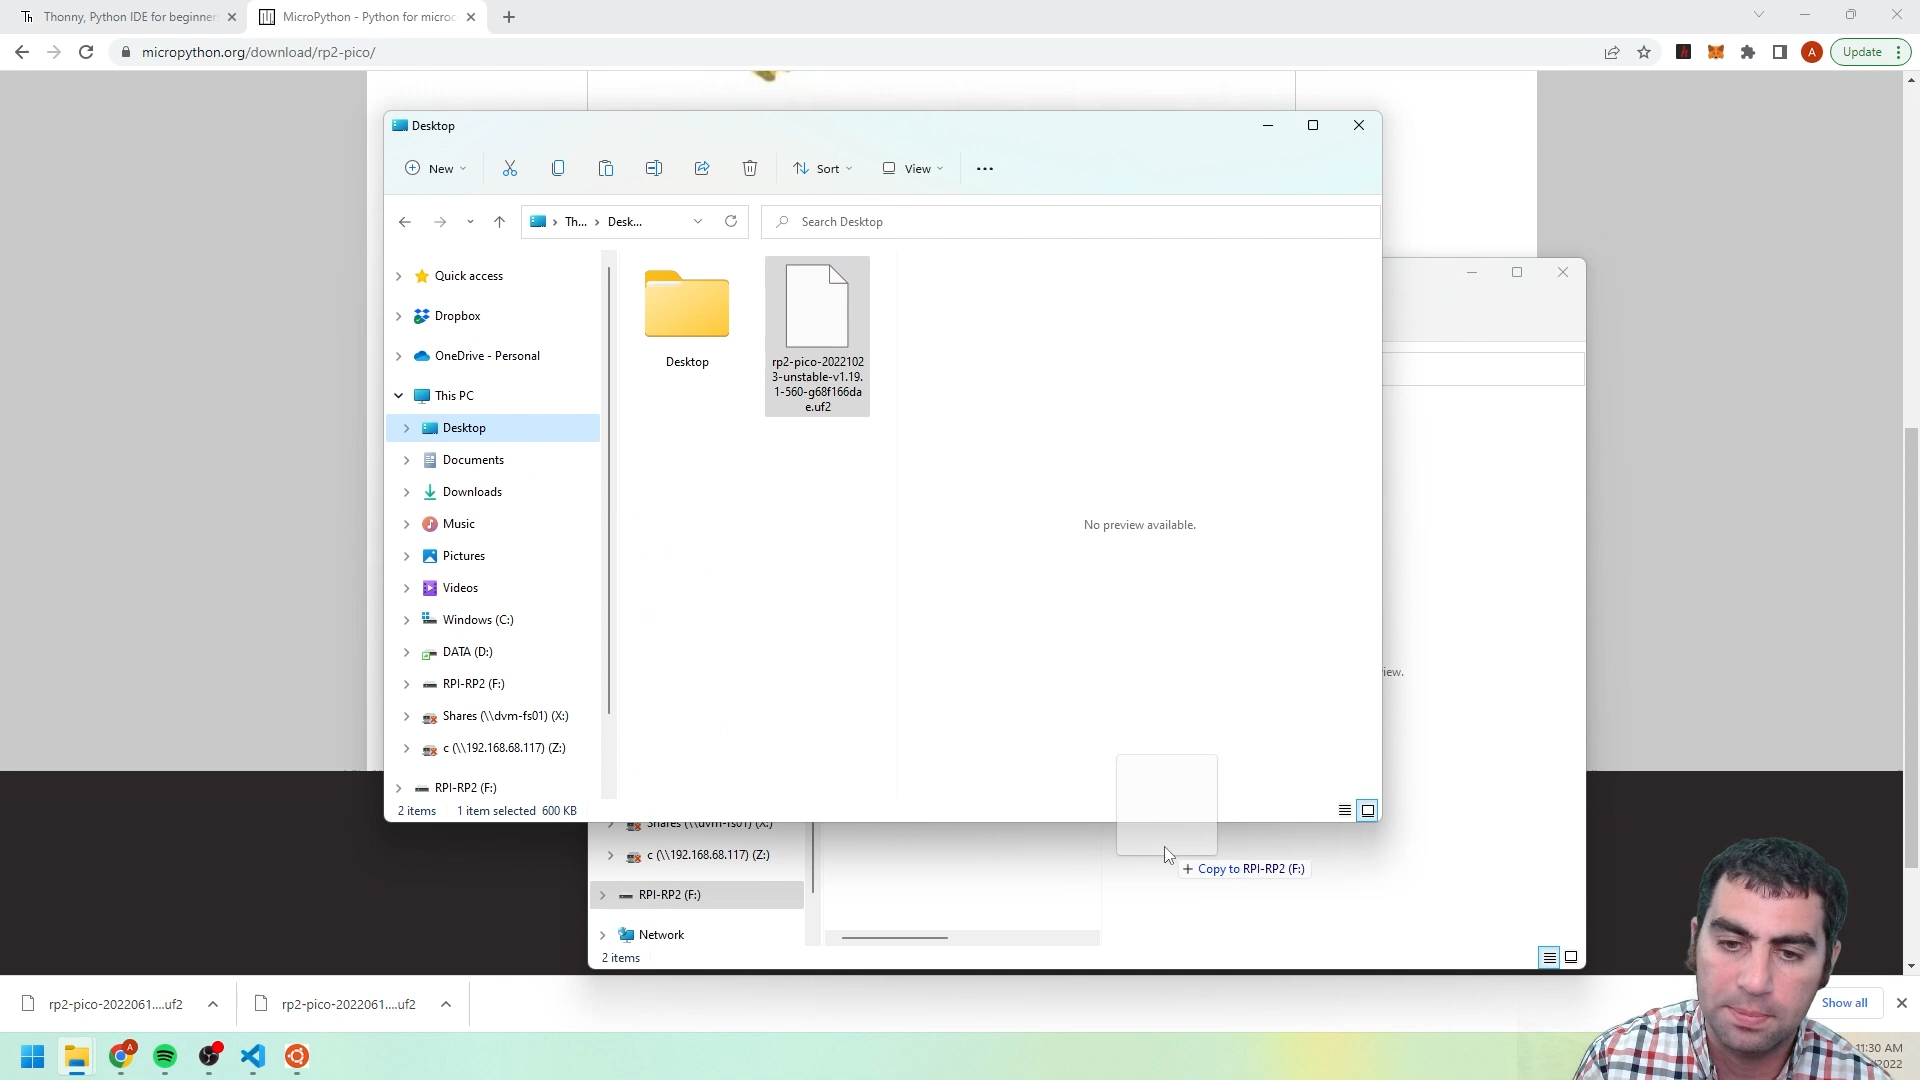 Thonny, Python IDE for beginner
MicroPython - Python for microc
micropython.org/download/rp2-pico/
A
Update
Desktop
New
Sort
View
Th...
Desk...
Search Desktop
Quick access
Dropbox
OneDrive - Personal
This PC
Desktop
Documents
Downloads
Music
Pictures
Videos
Windows (C:)
DATA (D:)
RPI-RP2 (F:)
Shares (\\dvm-fs01) (X:)
c (\\192.168.68.117) (Z:)
RPI-RP2 (F:)
2 items
1 item selected 600 KB
Desktop
rp2-pico-2022102
3-unstable-v1.19.
1-560-g68f166da
e.uf2
No preview available.
iew.
Shares (\\dvm-fs01) (X:)
c (\\192.168.68.117) (Z:)
RPI-RP2 (F:)
Network
2 items
+ Copy to RPI-RP2 (F:)
rp2-pico-2022061....uf2
rp2-pico-2022061....uf2
Show all
A
11:30 AM
/2022